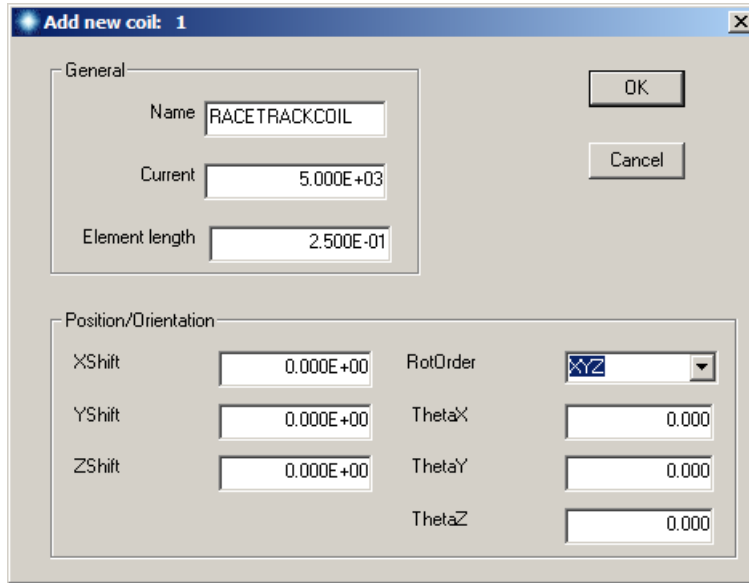 Add new coil: 1
General
Name RACETRACKCOIL
Current 5.000E+03
Element length 2.500E-01
OK
Cancel
Position/Orientation
XShift 0.000E+00 RotOrder XYZ
YShift 0.000E+00 ThetaX 0.000
ZShift 0.000E+00 ThetaY 0.000
ThetaZ 0.000